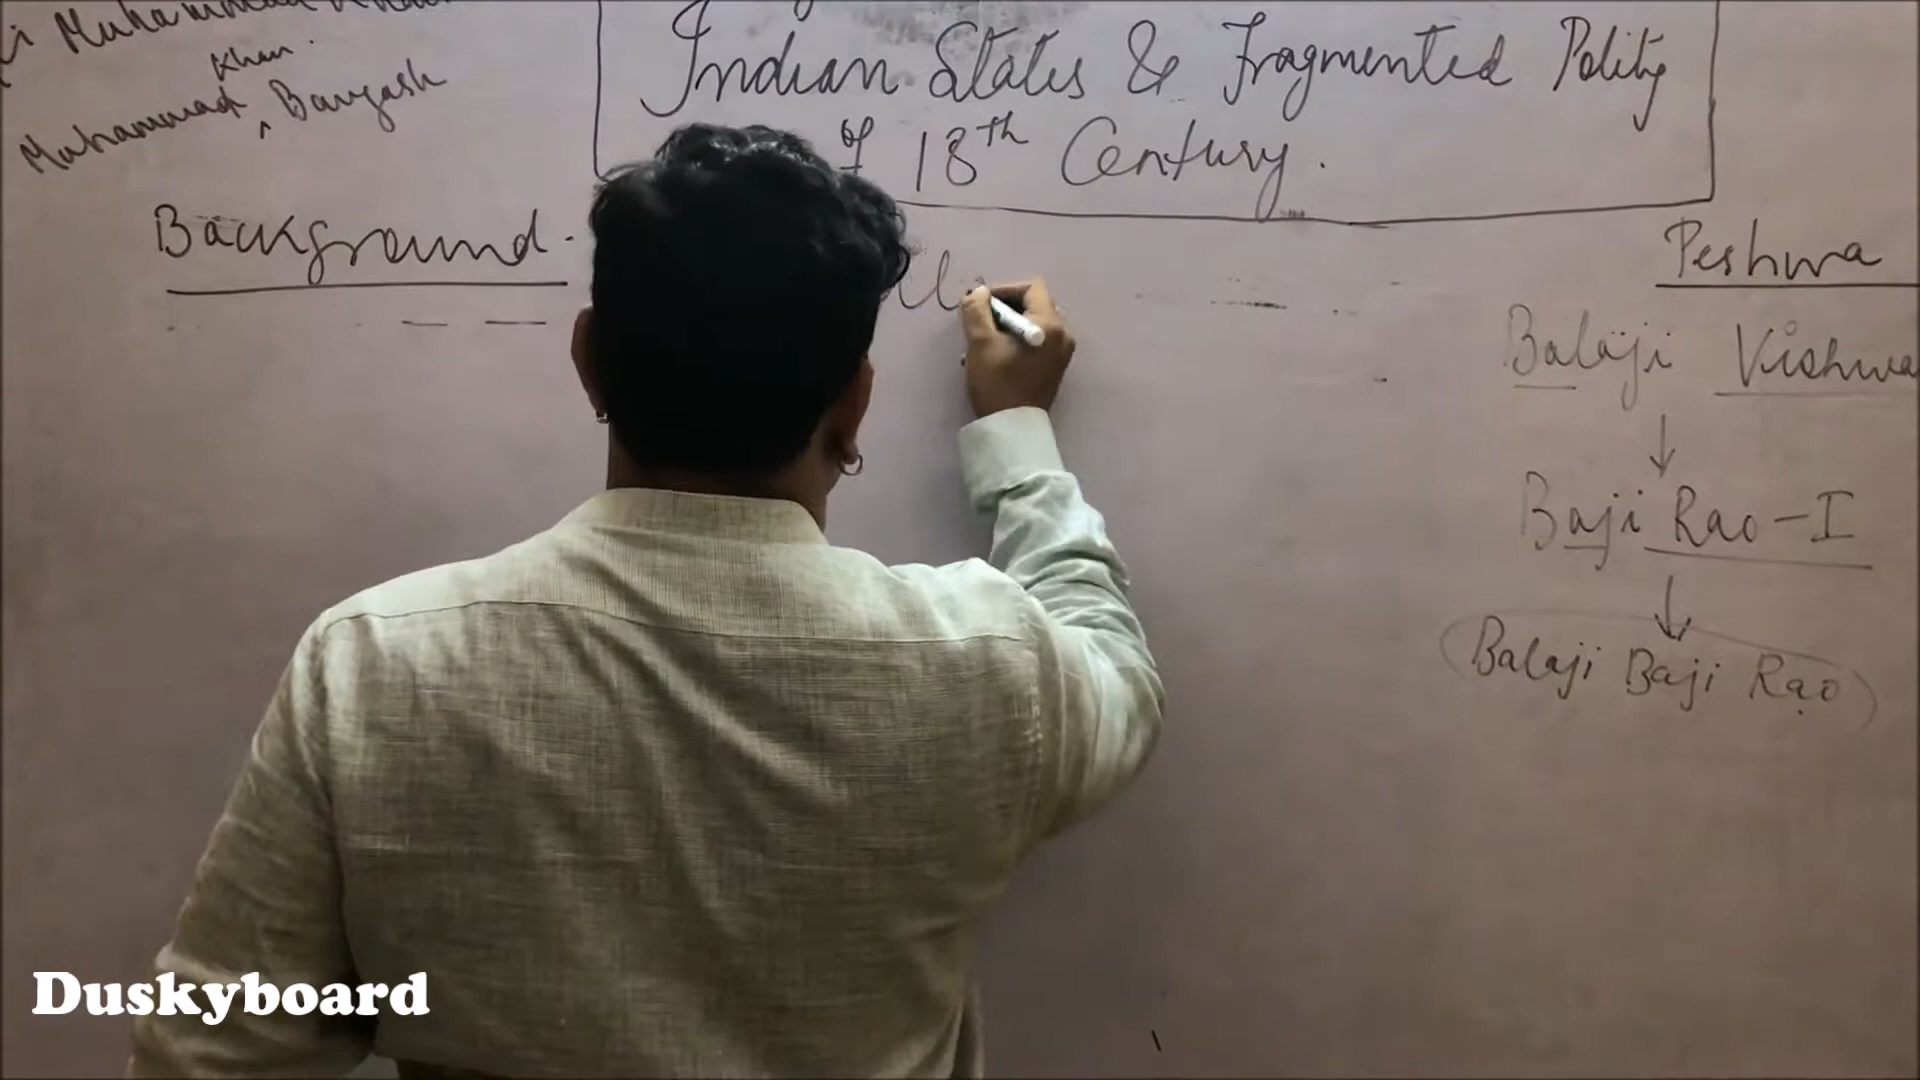 Muhammad
Khan.
Muhammad ^ Bangash
Indian States & Fragmented Polity
of 18th Century.
Background.
Peshwa
Balaji Vishwa
Baji Rao-I
Balaji Baji Rao
Duskyboard